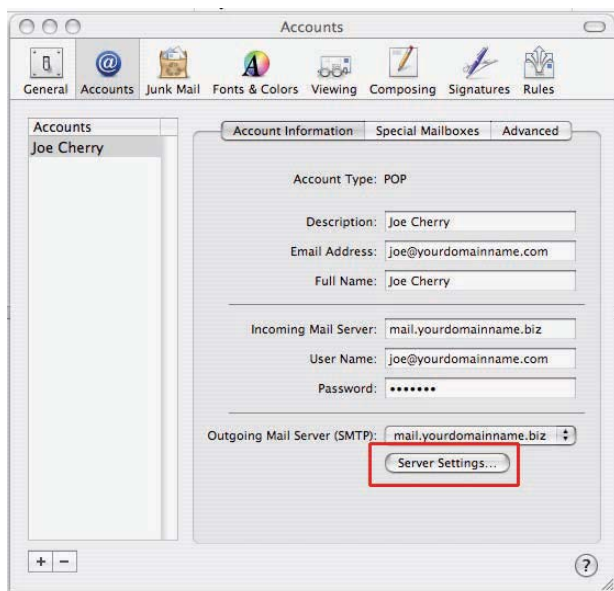 Accounts
General Accounts Junk Mail Fonts & Colors Viewing Composing Signatures Rules
Accounts
Joe Cherry
Account Information Special Mailboxes Advanced
Account Type: POP
Description: Joe Cherry
Email Address: joe@yourdomainname.com
Full Name: Joe Cherry
Incoming Mail Server: mail.yourdomainname.biz
User Name: joe@yourdomainname.com
Password: •••••••
Outgoing Mail Server (SMTP): mail.yourdomainname.biz
Server Settings...
+ −
?